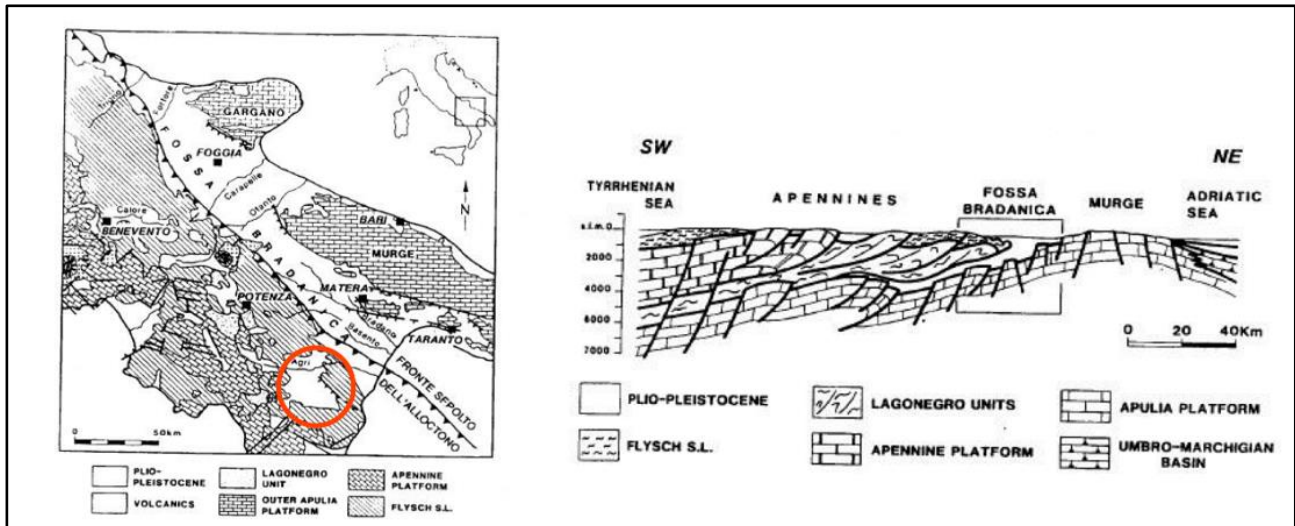 GARGANO
Fortore
FOSSA
FOGGIA
Carapelle
Ofanto
N
Calore
BENEVENTO
BARI
MURGE
BRADANICA
POTENZA
MATERA
Bradano
Basento
TARANTO
Agri
FRONTE SEPOLTO
DELL'ALLOCTONO
0 50km
PLIO-
PLEISTOCENE
LAGONEGRO
UNIT
APENNINE
PLATFORM
VOLCANICS
OUTER APULIA
PLATFORM
FLYSCH S.L.
SW
NE
TYRRHENIAN
SEA
APENNINES
FOSSA
BRADANICA
MURGE
ADRIATIC
SEA
s.l.m. 0
2000
4000
6000
7000
0 20 40Km
PLIO-PLEISTOCENE
LAGONEGRO UNITS
APULIA PLATFORM
FLYSCH S.L.
APENNINE PLATFORM
UMBRO-MARCHIGIAN
BASIN